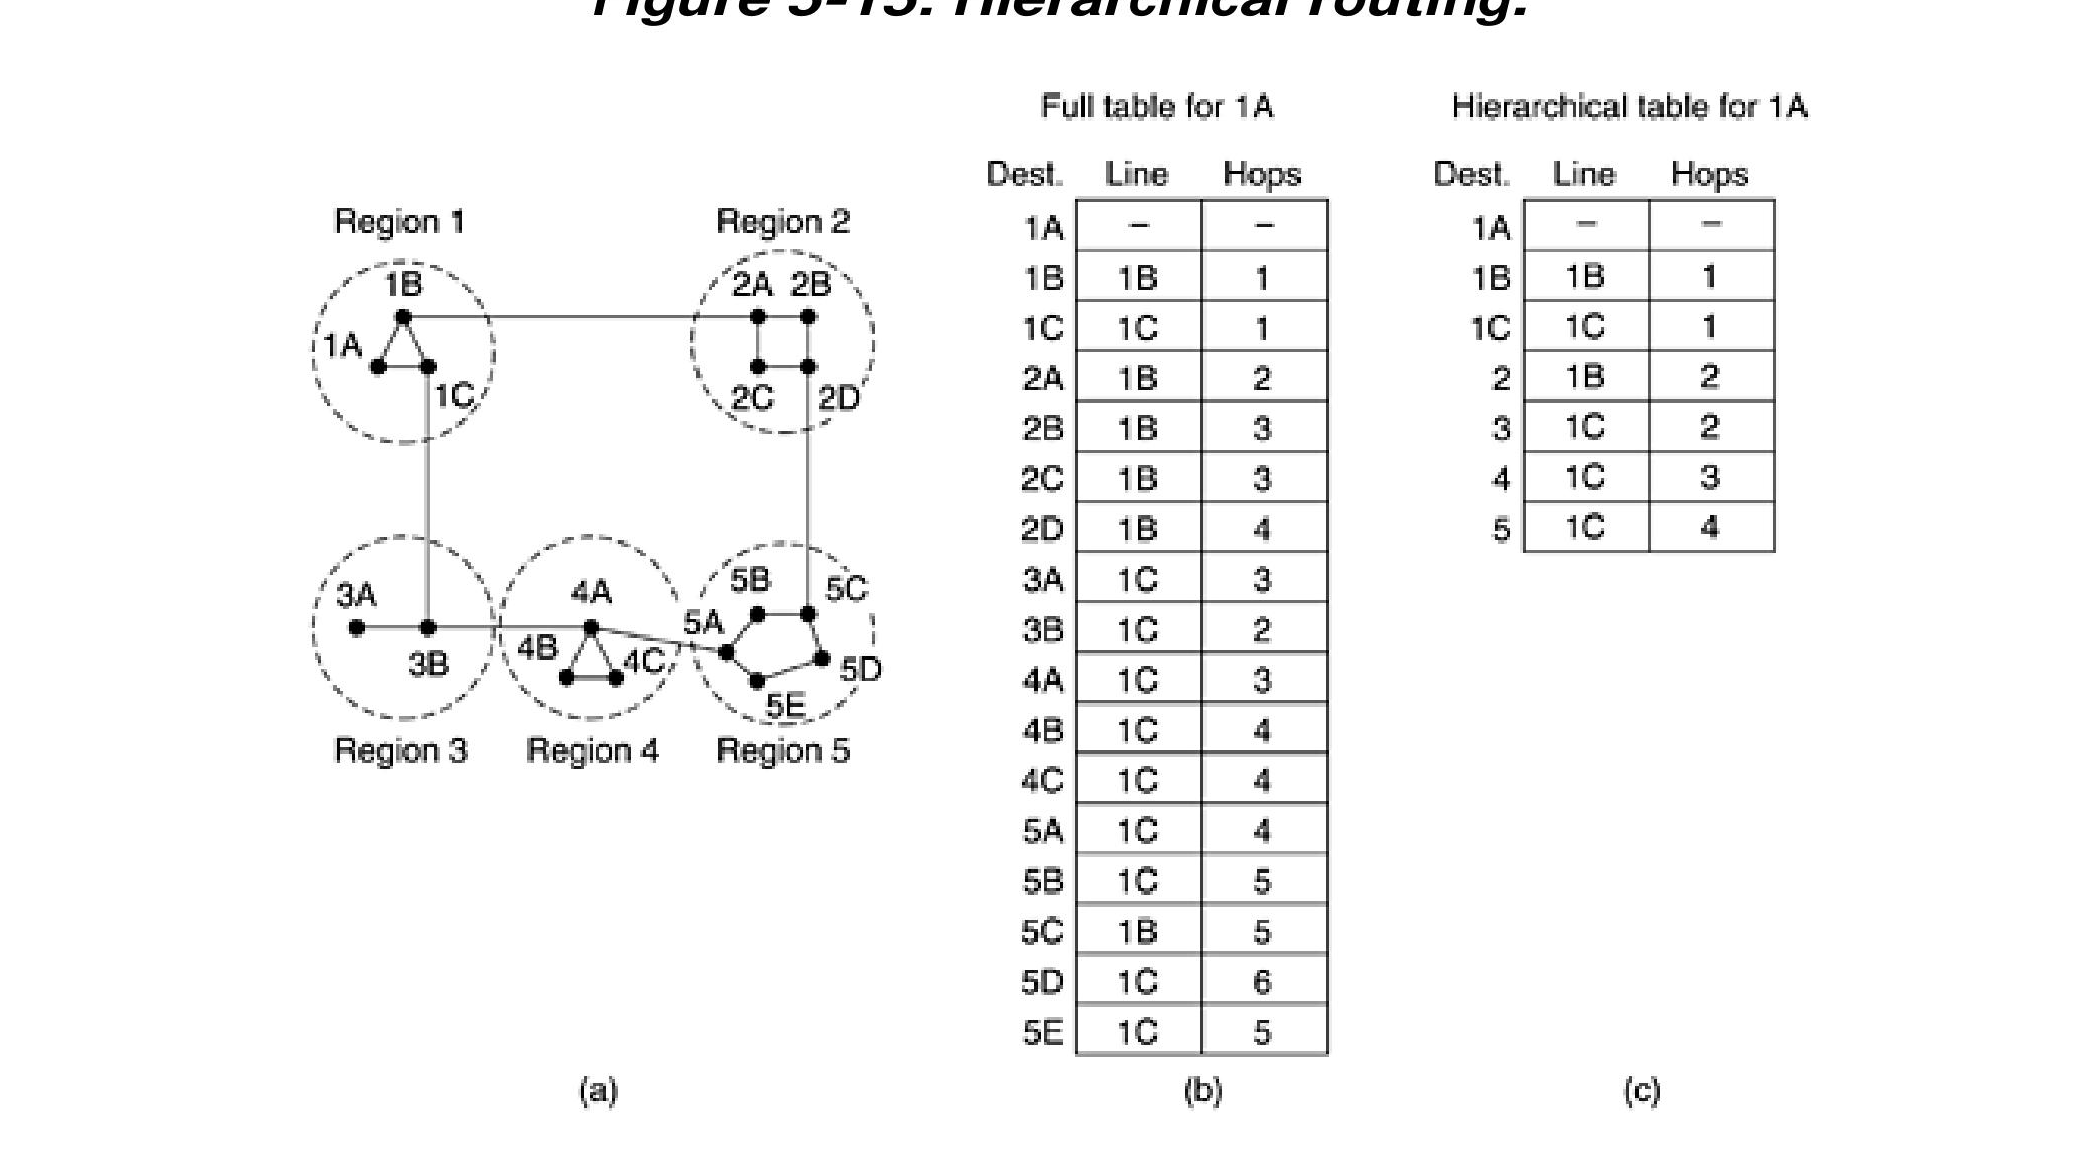 Figure 5-15. Hierarchical routing.
Full table for 1A
Hierarchical table for 1A
Dest. Line Hops
Dest. Line Hops
Region 1
Region 2
1B
1A
1C
2A 2B
2C 2D
3A
3B
4A
4B
4C
5A
5B
5C
5D
5E
Region 3
Region 4
Region 5
1A – –
1B 1B 1
1C 1C 1
2A 1B 2
2B 1B 3
2C 1B 3
2D 1B 4
3A 1C 3
3B 1C 2
4A 1C 3
4B 1C 4
4C 1C 4
5A 1C 4
5B 1C 5
5C 1B 5
5D 1C 6
5E 1C 5
1A – –
1B 1B 1
1C 1C 1
2 1B 2
3 1C 2
4 1C 3
5 1C 4
(a)
(b)
(c)